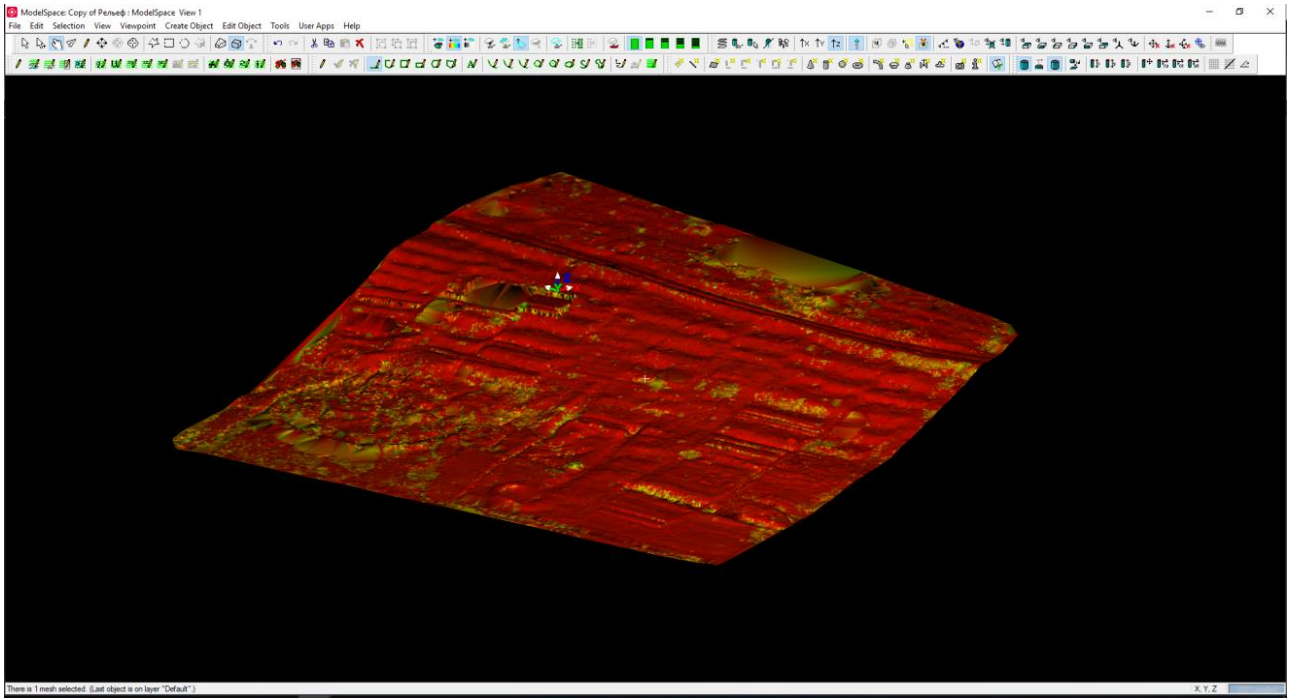 ModelSpace: Copy of Рельеф : ModelSpace View 1
File Edit Selection View Viewpoint Create Object Edit Object Tools User Apps Help
There is 1 mesh selected. (Last object is on layer "Default".)
X, Y, Z